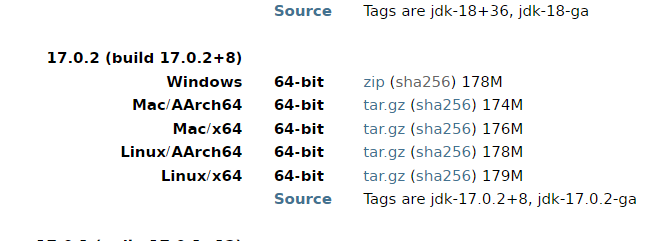 Source Tags are jdk-18+36, jdk-18-ga
17.0.2 (build 17.0.2+8)
Windows 64-bit zip (sha256) 178M
Mac/AArch64 64-bit tar.gz (sha256) 174M
Mac/x64 64-bit tar.gz (sha256) 176M
Linux/AArch64 64-bit tar.gz (sha256) 178M
Linux/x64 64-bit tar.gz (sha256) 179M
Source Tags are jdk-17.0.2+8, jdk-17.0.2-ga